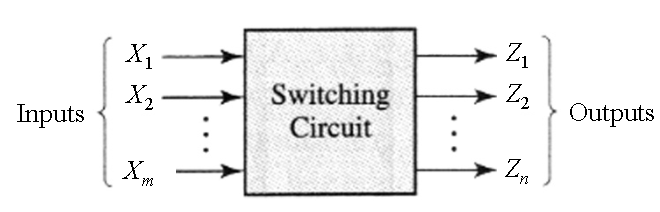 Inputs
X₁
X₂
Xₘ
Switching
Circuit
Z₁
Z₂
Zₙ
Outputs